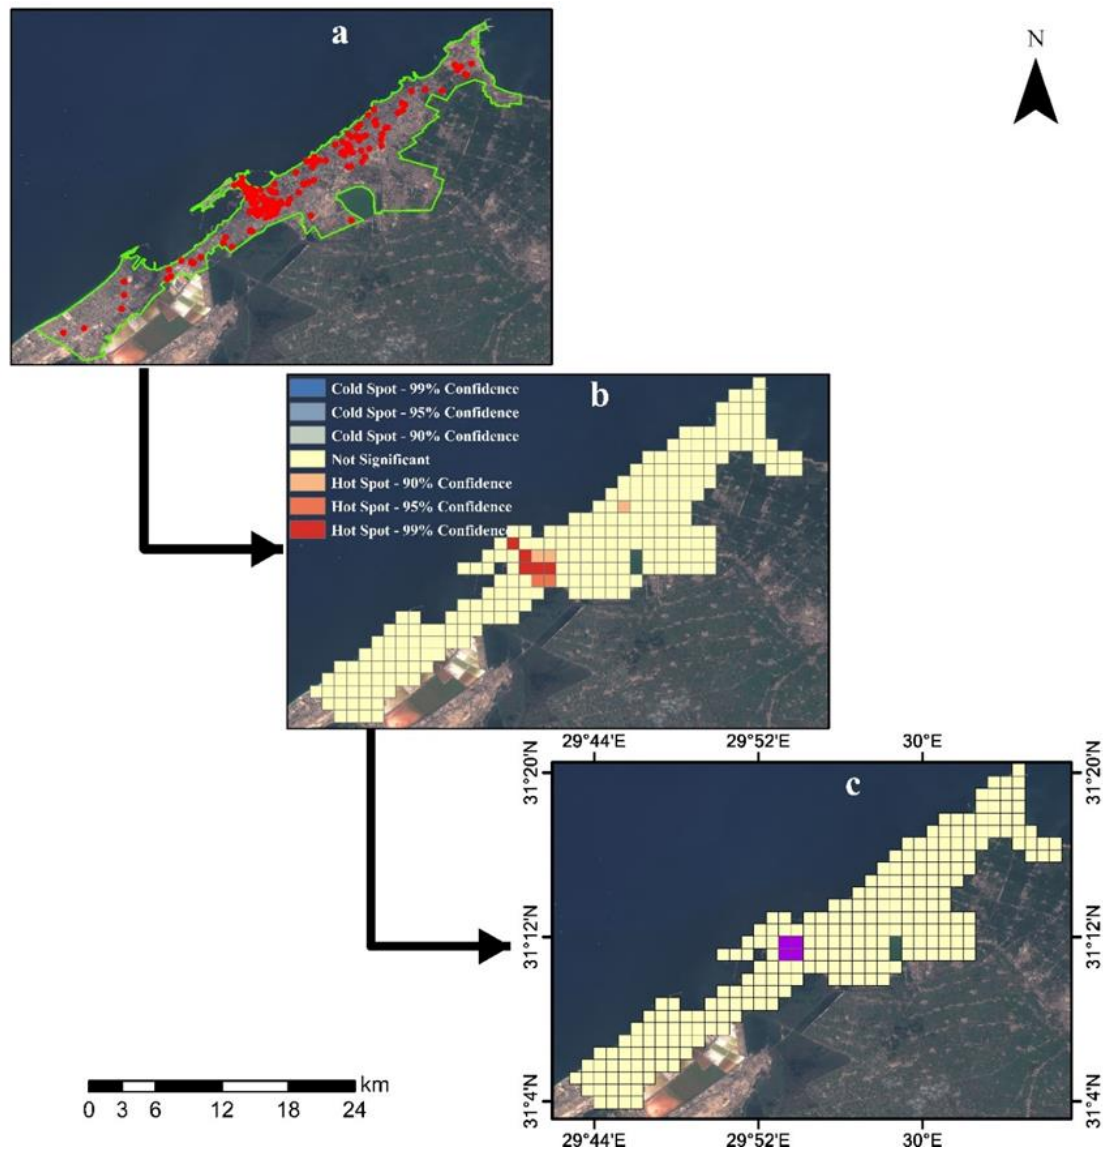 a
N
b
Cold Spot - 99% Confidence
Cold Spot - 95% Confidence
Cold Spot - 90% Confidence
Not Significant
Hot Spot - 90% Confidence
Hot Spot - 95% Confidence
Hot Spot - 99% Confidence
29°44'E 29°52'E 30°E
c
31°20'N 31°20'N
31°12'N 31°12'N
31°4'N 31°4'N
km
0 3 6 12 18 24
29°44'E 29°52'E 30°E